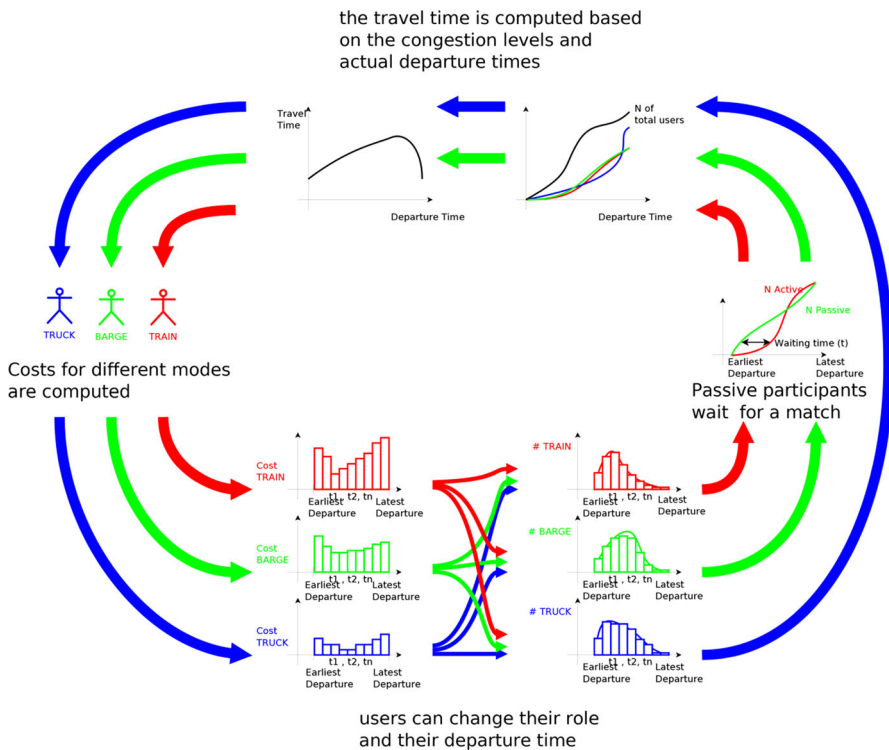 the travel time is computed based
on the congestion levels and
actual departure times
Travel
Time
Departure Time
N of
total users
Departure Time
TRUCK
BARGE
TRAIN
Costs for different modes
are computed
N Active
N Passive
Waiting time (t)
Earliest
Departure
Latest
Departure
Passive participants
wait for a match
Cost
TRAIN
t1 , t2, tn
Earliest
Departure
Latest
Departure
# TRAIN
t1 , t2, tn
Earliest
Departure
Latest
Departure
Cost
BARGE
t1 , t2, tn
Earliest
Departure
Latest
Departure
# BARGE
t1 , t2, tn
Earliest
Departure
Latest
Departure
Cost
TRUCK
t1 , t2, tn
Earliest
Departure
Latest
Departure
# TRUCK
t1 , t2, tn
Earliest
Departure
Latest
Departure
users can change their role
and their departure time